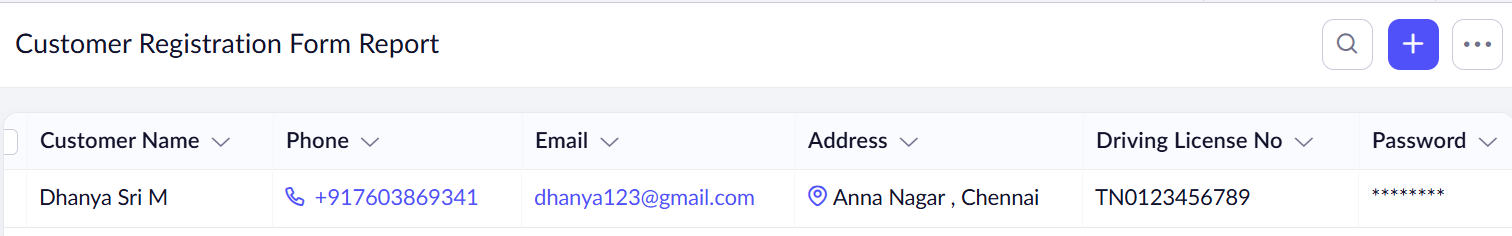 Customer Registration Form Report
Customer Name Phone Email Address Driving License No Password
Dhanya Sri M +917603869341 dhanya123@gmail.com Anna Nagar , Chennai TN0123456789 ********